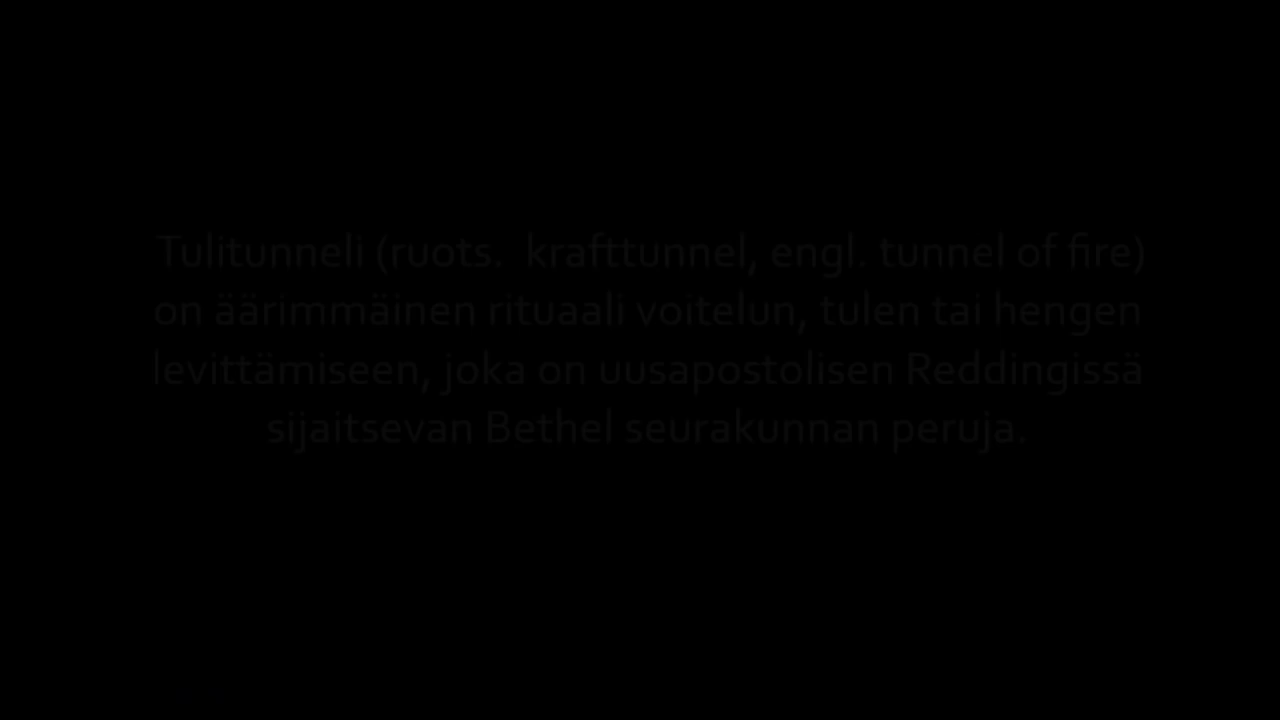 Tulitunneli (ruots.  krafttunnel, engl. tunnel of fire)
on äärimmäinen rituaali voitelun, tulen tai hengen
levittämiseen, joka on uusapostolisen Reddingissä
sijaitsevan Bethel seurakunnan peruja.